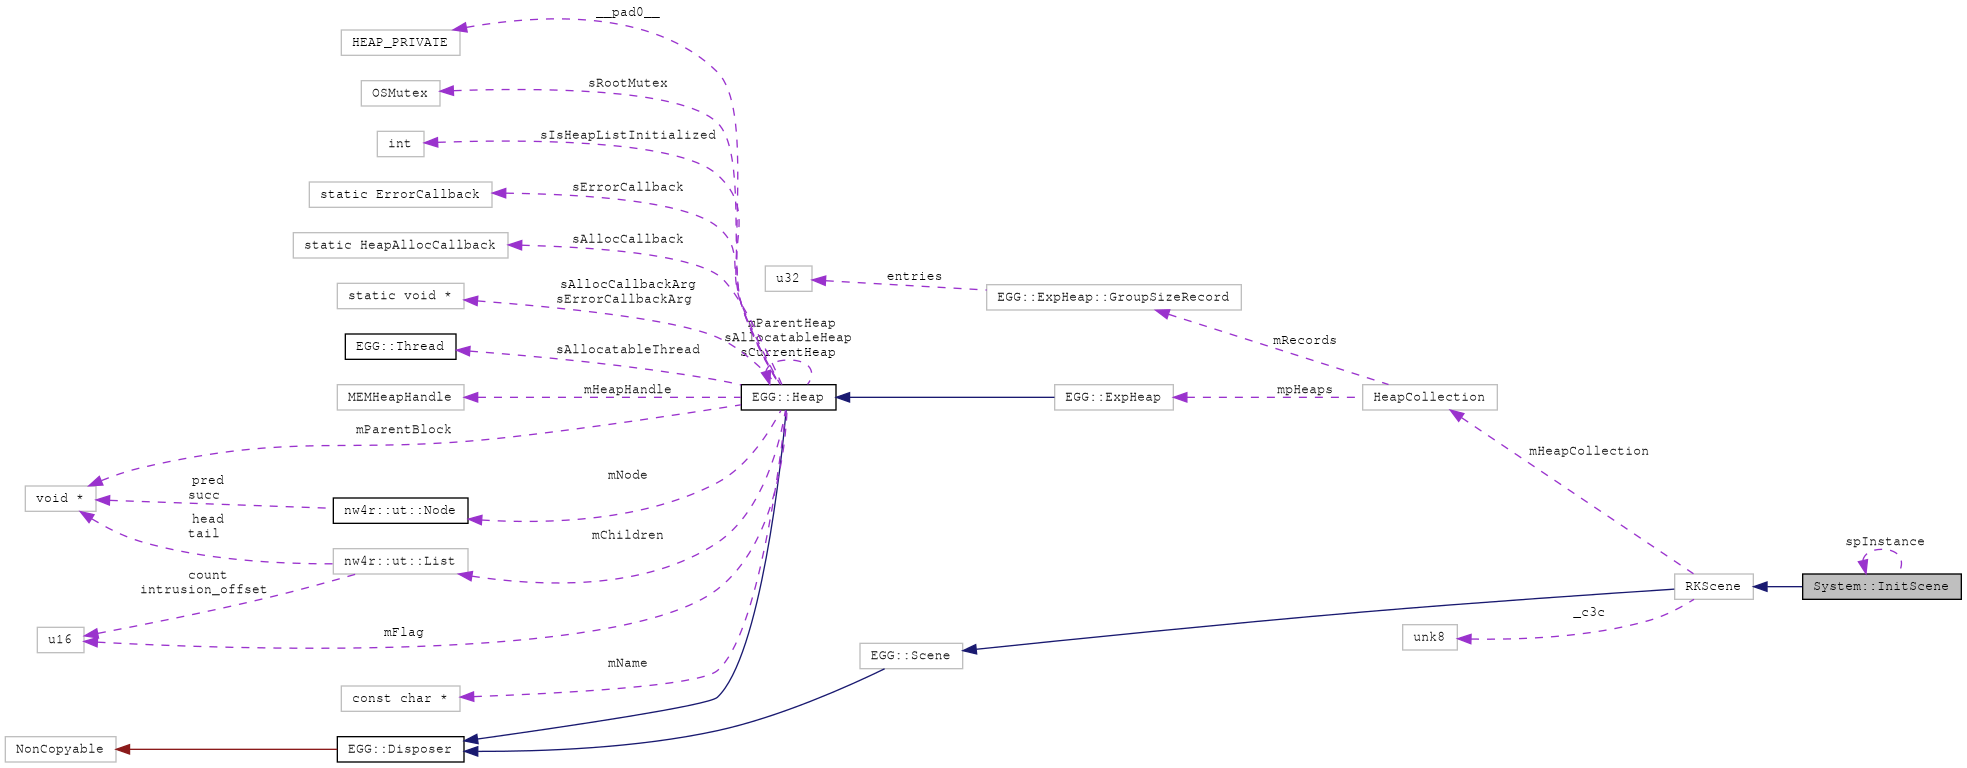 __pad0__
HEAP_PRIVATE
sRootMutex
OSMutex
sIsHeapListInitialized
int
sErrorCallback
static ErrorCallback
sAllocCallback
static HeapAllocCallback
sAllocCallbackArg
sErrorCallbackArg
static void *
u32
entries
EGG::ExpHeap::GroupSizeRecord
mParentHeap
sAllocatableHeap
sCurrentHeap
EGG::Thread
sAllocatableThread
mRecords
MEMHeapHandle
mHeapHandle
EGG::Heap
EGG::ExpHeap
mpHeaps
HeapCollection
mParentBlock
mHeapCollection
mNode
pred
succ
void *
nw4r::ut::Node
head
tail
mChildren
spInstance
nw4r::ut::List
count
intrusion_offset
RKScene
System::InitScene
_c3c
u16
mFlag
unk8
EGG::Scene
mName
const char *
NonCopyable
EGG::Disposer